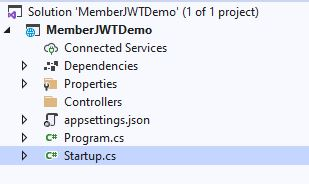 Solution 'MemberJWTDemo' (1 of 1 project)
MemberJWTDemo
Connected Services
Dependencies
Properties
Controllers
appsettings.json
C# Program.cs
C# Startup.cs